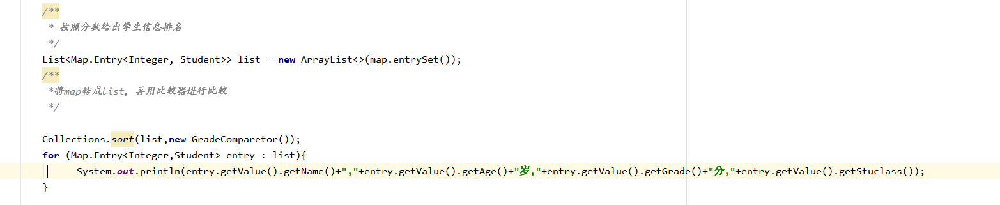 /**
 * 按照分数给出学生信息排名
 */
List<Map.Entry<Integer, Student>> list = new ArrayList<>(map.entrySet());
/**
 *将map转成list, 再用比较器进行比较
 */
Collections.sort(list,new GradeComparetor());
for (Map.Entry<Integer,Student> entry : list){
System.out.println(entry.getValue().getName()+","+entry.getValue().getAge()+"岁,"+entry.getValue().getGrade()+"分,"+entry.getValue().getStuclass());
}